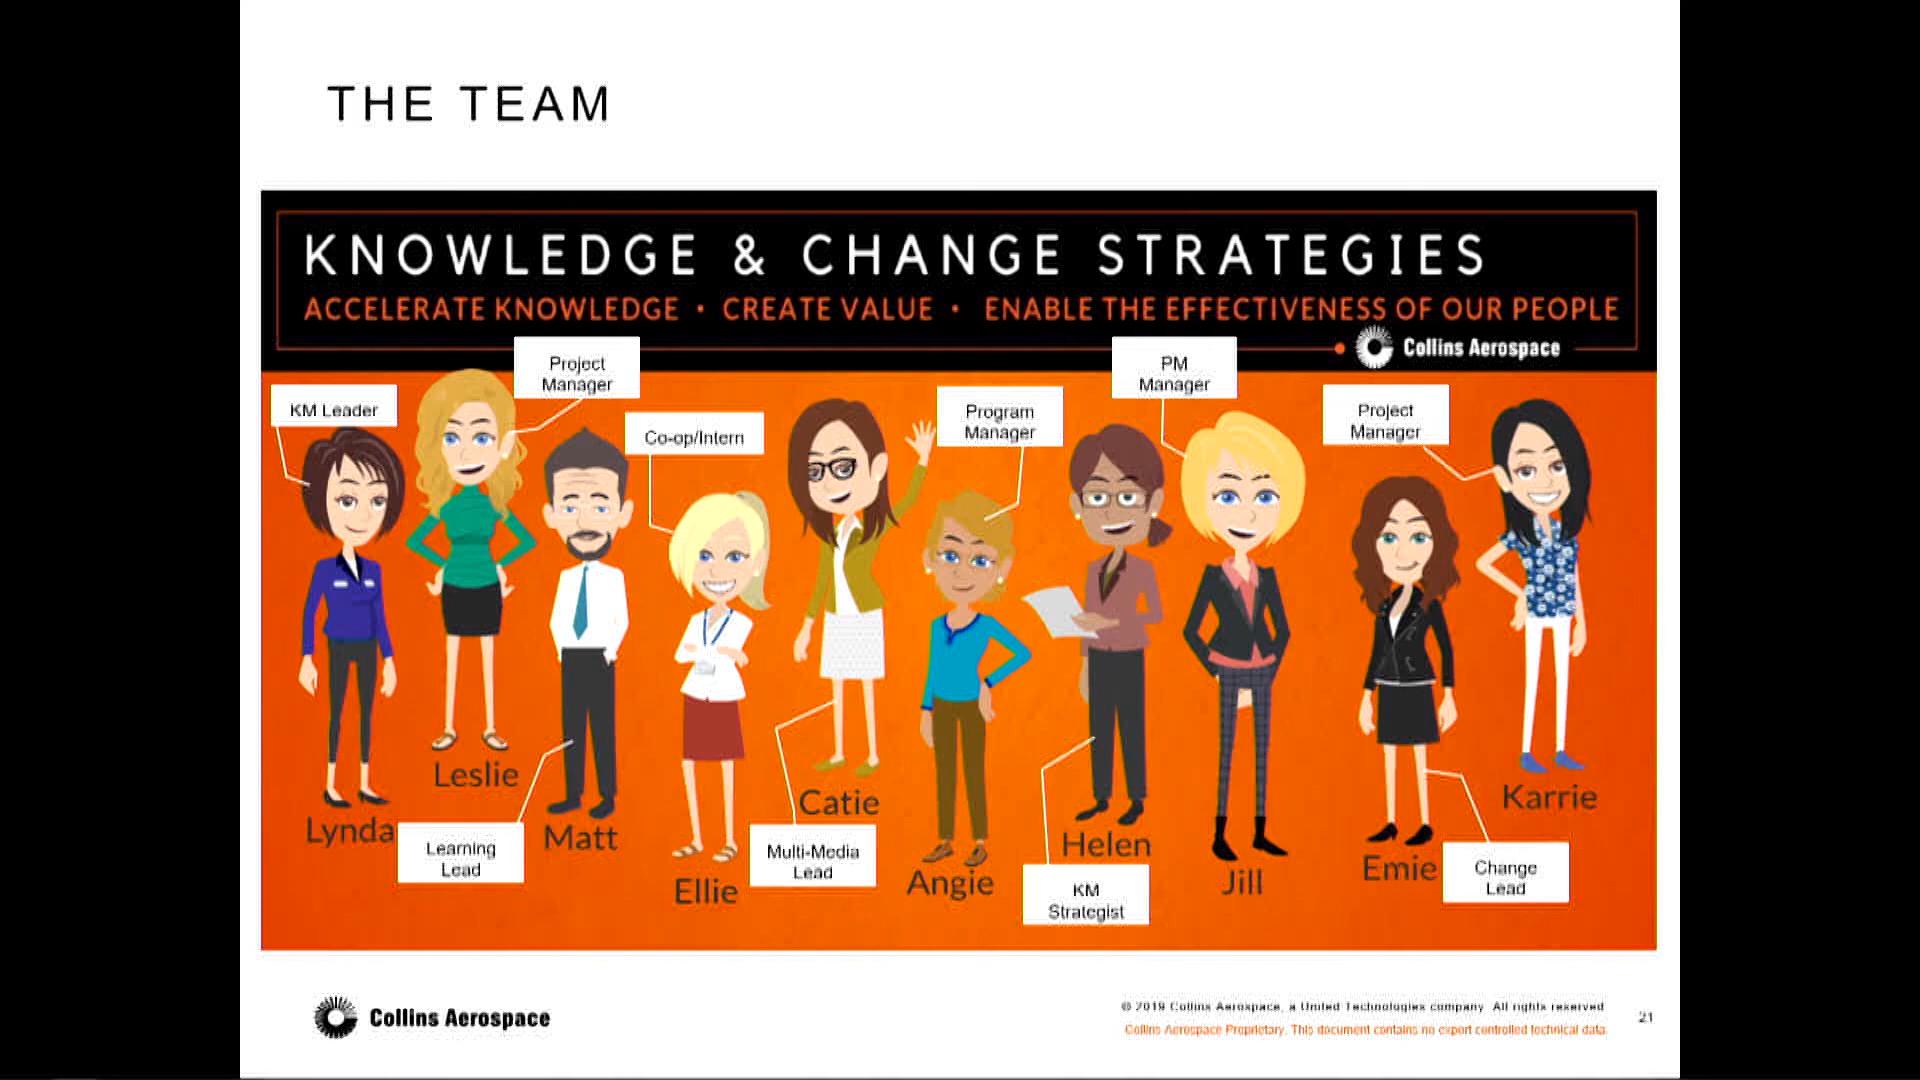 THE TEAM
KNOWLEDGE & CHANGE STRATEGIES
ACCELERATE KNOWLEDGE • CREATE VALUE • ENABLE THE EFFECTIVENESS OF OUR PEOPLE
Collins Aerospace
Project
Manager
PM
Manager
KM Leader
Program
Manager
Project
Manager
Co-op/Intern
Leslie
Karrie
Catie
Lynda
Matt
Helen
Learning
Lead
Multi-Media
Lead
Emie
Change
Lead
Ellie
Angie
Jill
KM
Strategist
Collins Aerospace
© 2019 Collins Aerospace, a United Technologies company. All rights reserved.
Collins Aerospace Proprietary. This document contains no export controlled technical data.
21